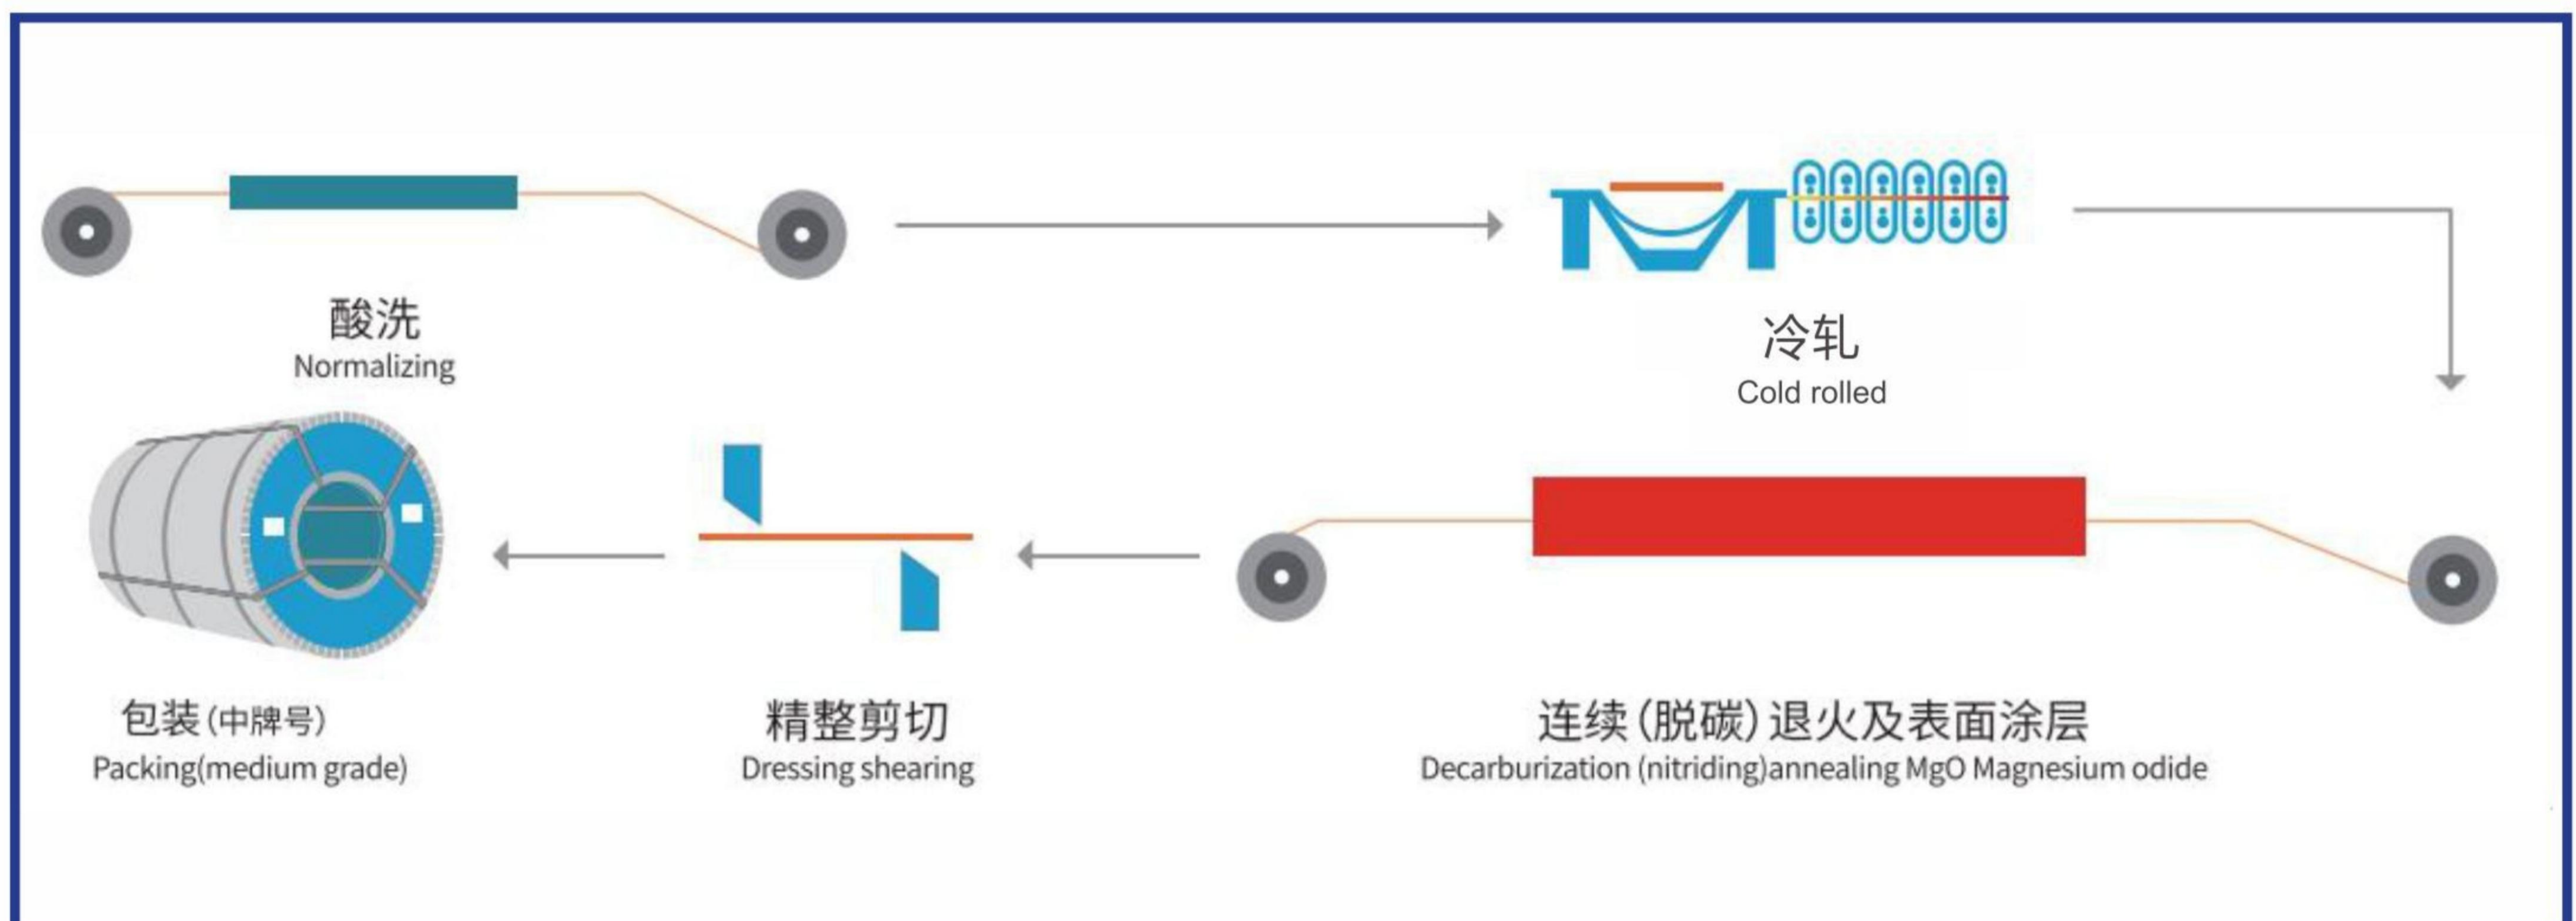 酸洗
Normalizing
冷轧
Cold rolled
包装(中牌号)
Packing(medium grade)
精整剪切
Dressing shearing
连续(脱碳)退火及表面涂层
Decarburization (nitriding)annealing MgO Magnesium odide